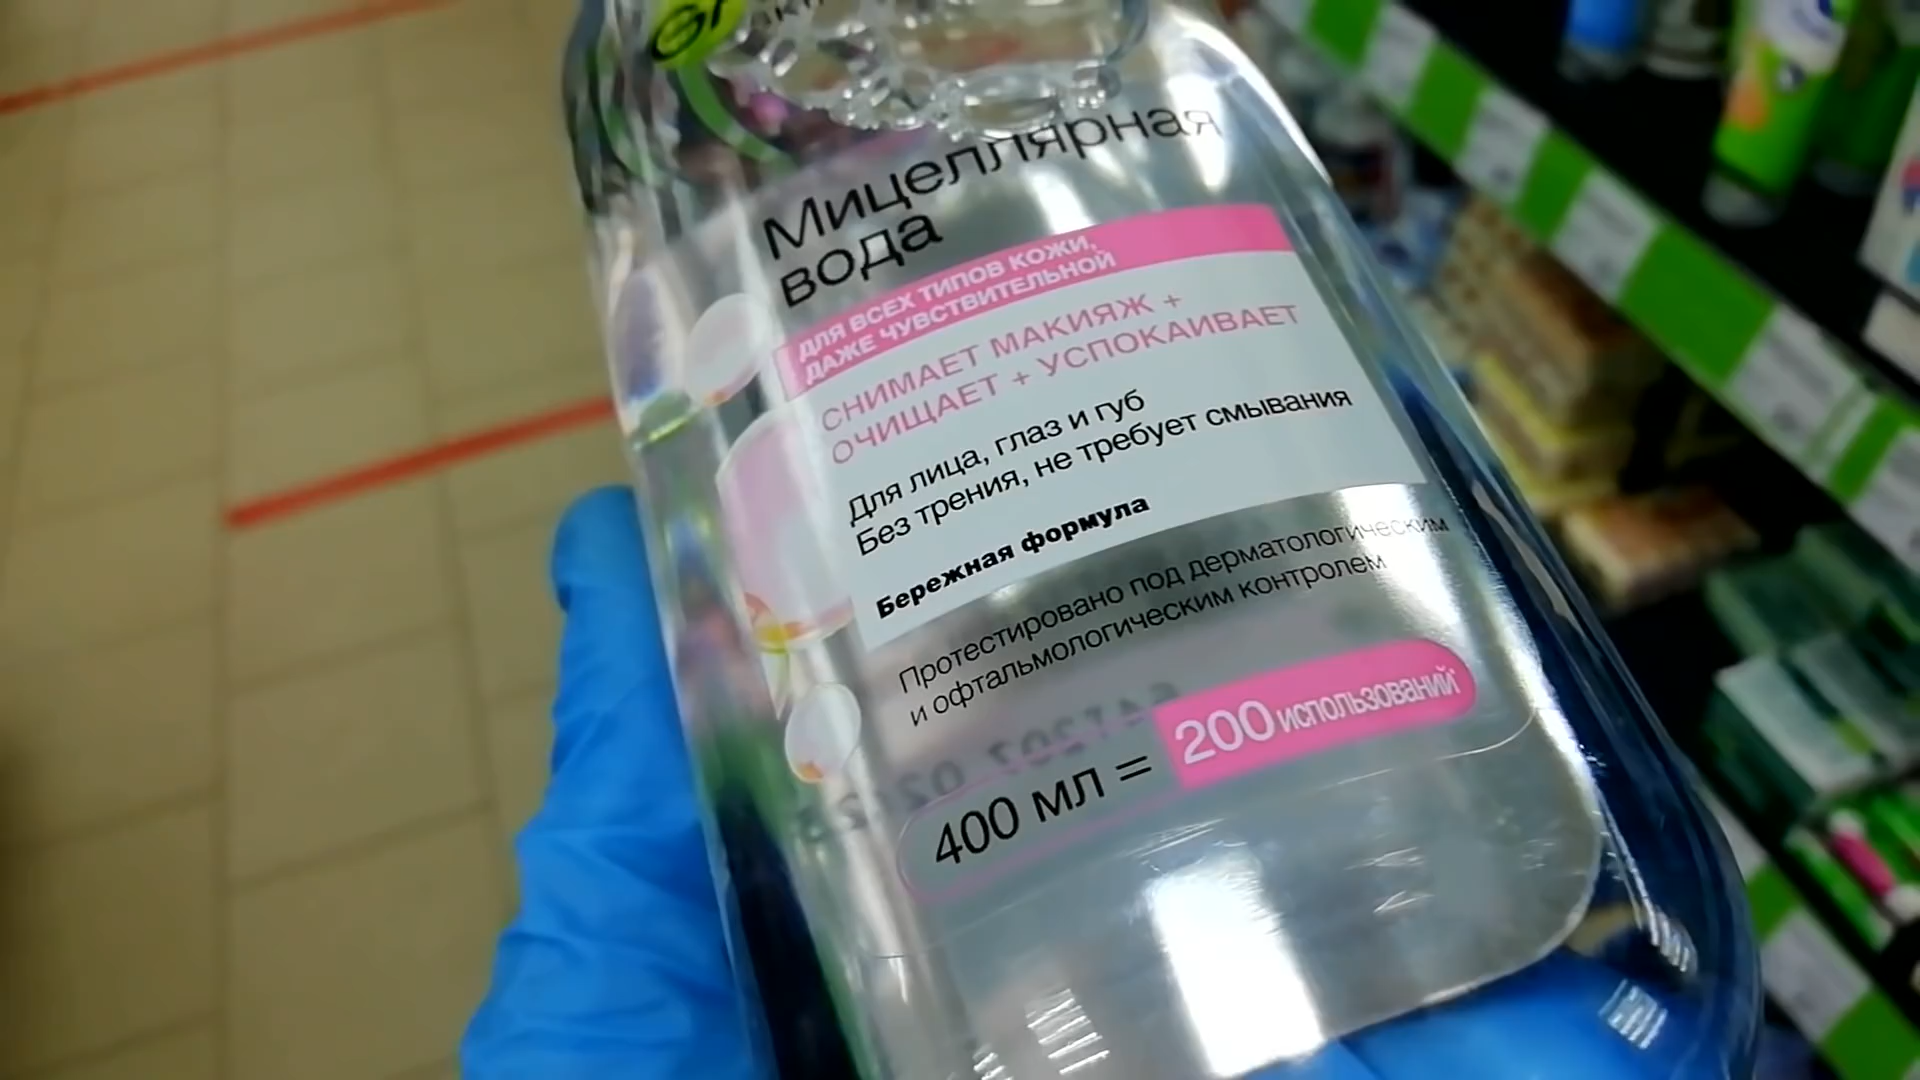 Мицеллярная
вода
ДЛЯ ВСЕХ ТИПОВ КОЖИ,
ДАЖЕ ЧУВСТВИТЕЛЬНОЙ
СНИМАЕТ МАКИЯЖ +
ОЧИЩАЕТ + УСПОКАИВАЕТ
Для лица, глаз и губ
Без трения, не требует смывания
Бережная формула
Протестировано под дерматологическим
и офтальмологическим контролем
400 мл = 200 использований*